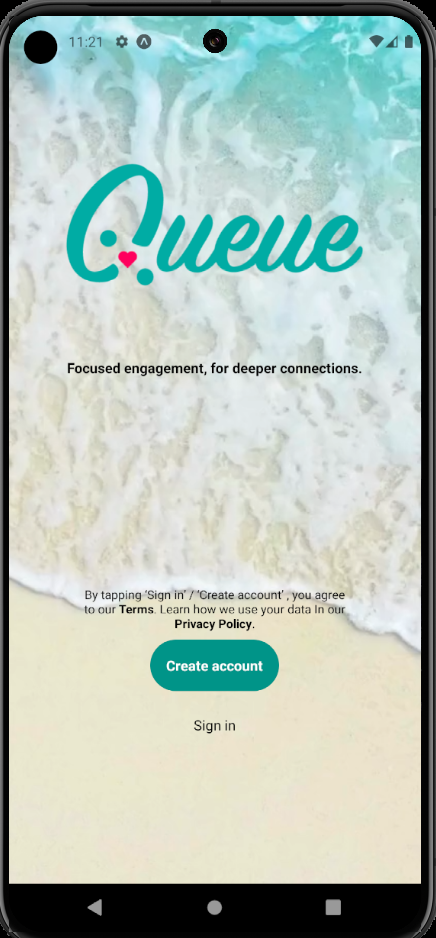 11:21
Queue
Focused engagement, for deeper connections.
By tapping 'Sign in' / 'Create account' , you agree
to our Terms. Learn how we use your data In our
Privacy Policy.
Create account
Sign in